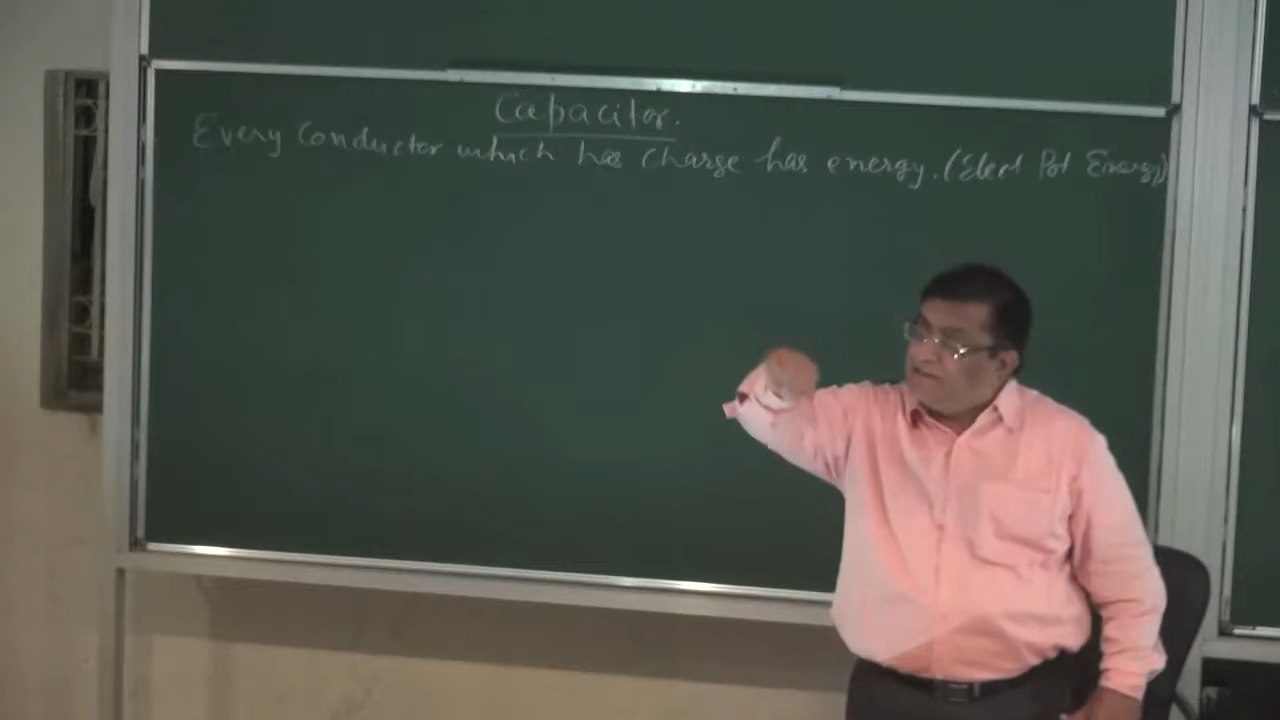 Capacitor.
Every Conductor which has charge has energy. (Elect Pot Energy)